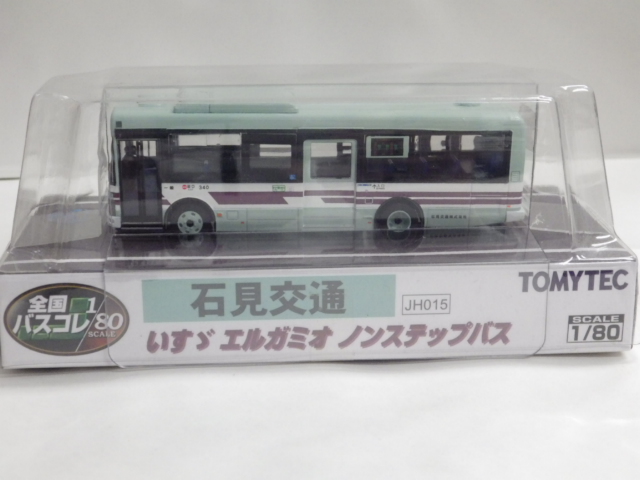 540
石見交通 JH015
いすゞ エルガミオ ノンステップバス
全国
バスコレ 1/80
SCALE
TOMYTEC
SCALE
1/80